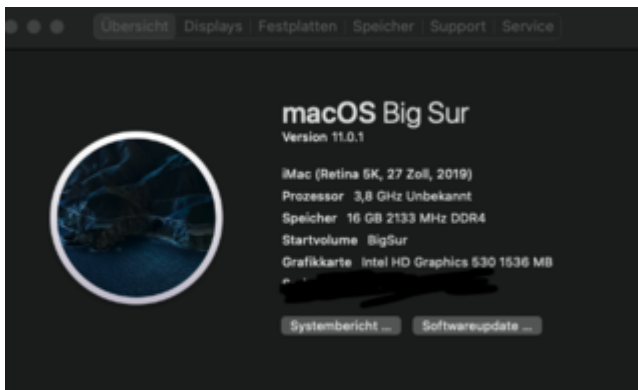 Übersicht Displays Festplatten Speicher Support Service
macOS Big Sur
Version 11.0.1
iMac (Retina 5K, 27 Zoll, 2019)
Prozessor 3,8 GHz Unbekannt
Speicher 16 GB 2133 MHz DDR4
Startvolume BigSur
Grafikkarte Intel HD Graphics 530 1536 MB
Systembericht ... Softwareupdate ...